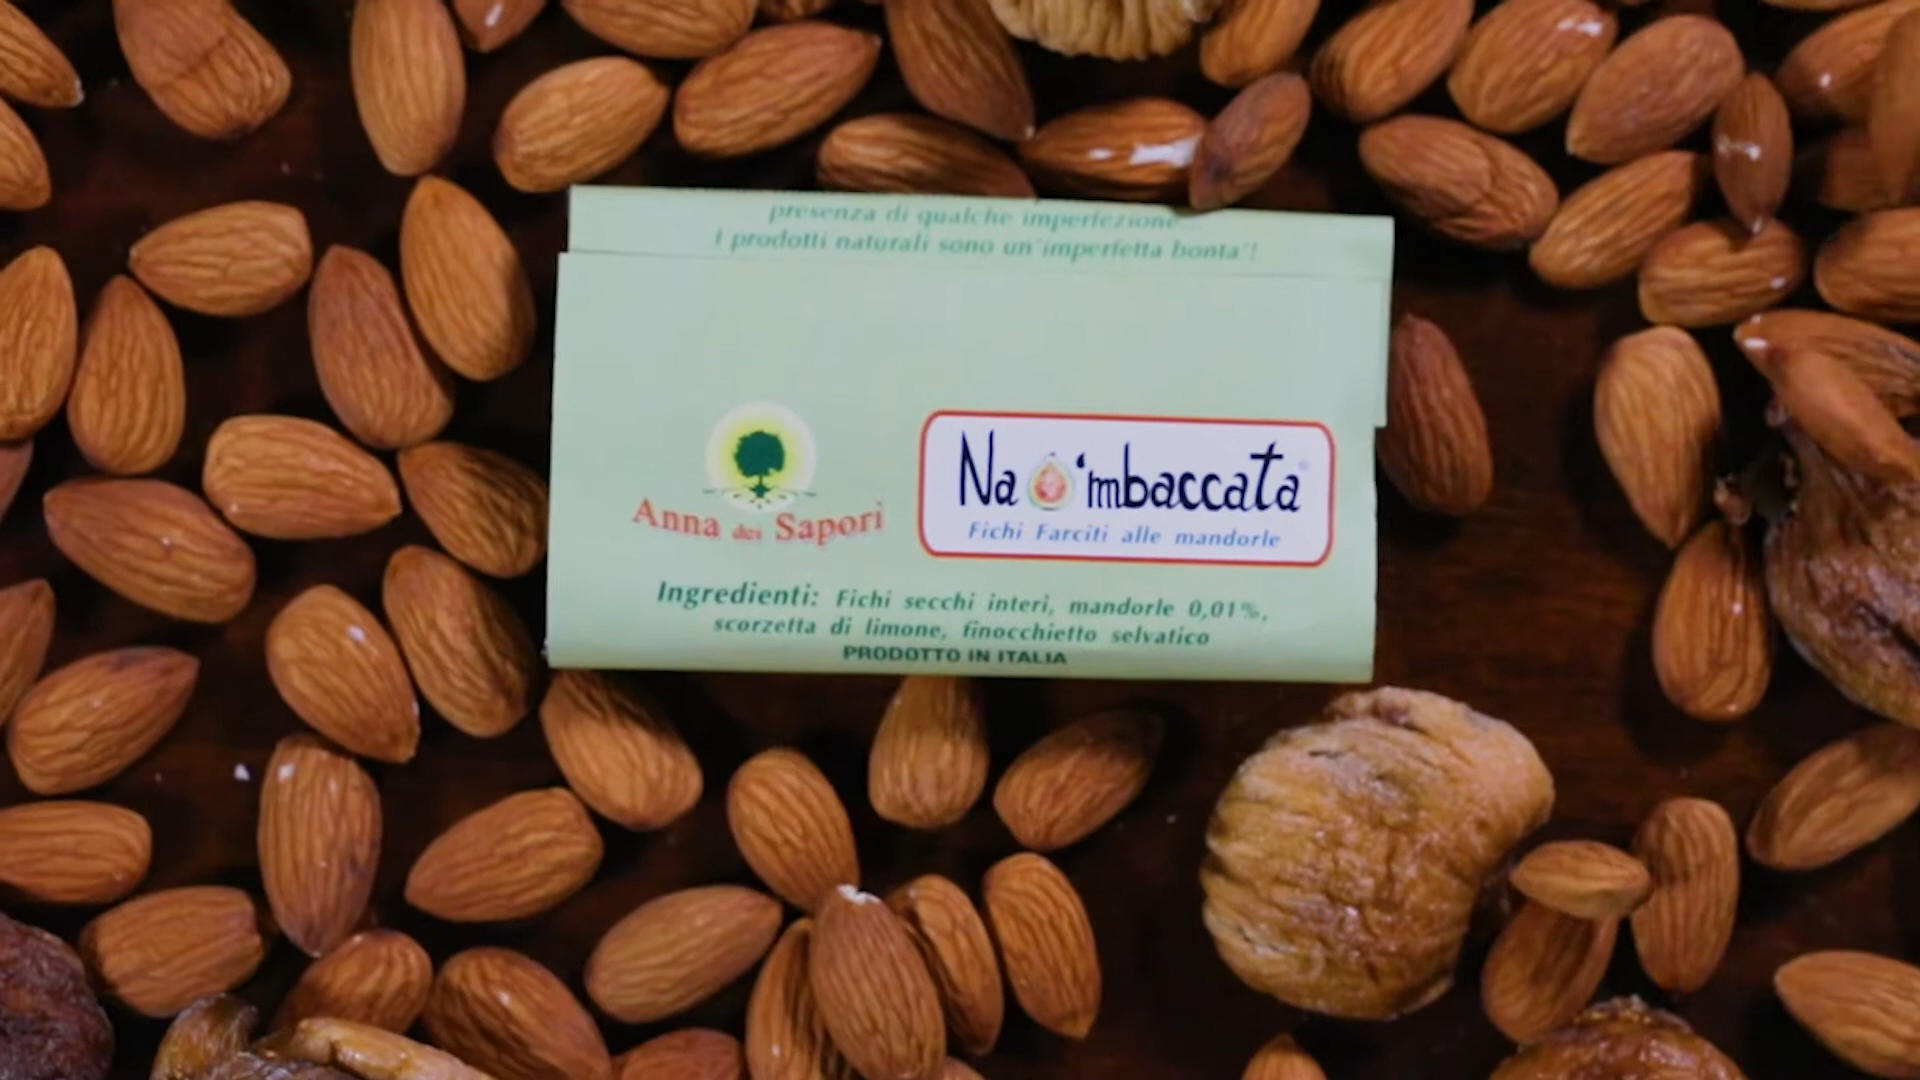 presenza di qualche imperfezione...
i prodotti naturali sono un'imperfetta bonta'!
Anna dei Sapori
Na 'mbaccata
Fichi Farciti alle mandorle
Ingredienti: Fichi secchi interi, mandorle 0,01%,
scorzetta di limone, finocchietto selvatico
PRODOTTO IN ITALIA